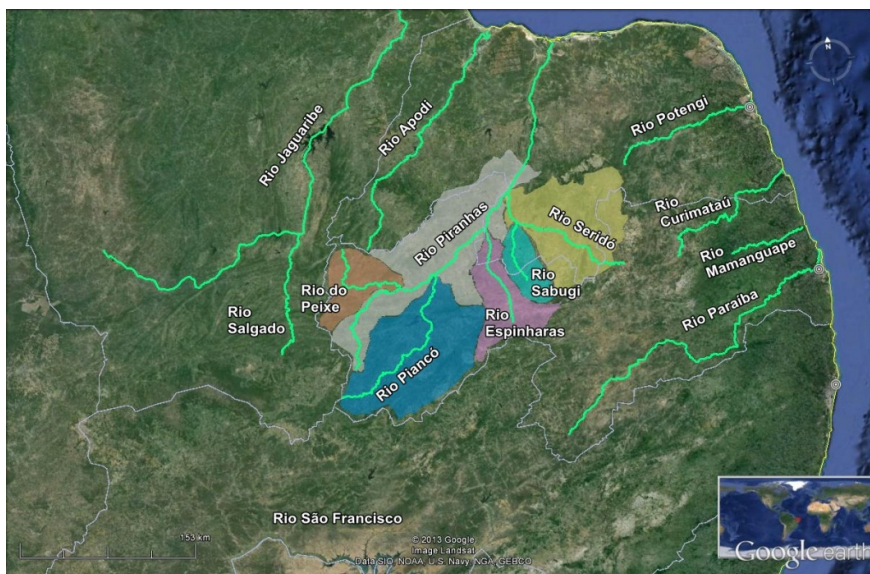 N
Rio Jaguaribe
Rio Apodi
Rio Potengi
Rio Piranhas
Rio
Curimataú
Rio Seridó
Rio
Mamanguape
Rio do
Peixe
Rio
Sabugi
Rio
Salgado
Rio
Espinharas
Rio Paraíba
Rio Piancó
Rio São Francisco
153 km
© 2013 Google
Image Landsat
Data SIO, NOAA, U.S. Navy, NGA, GEBCO
Google earth